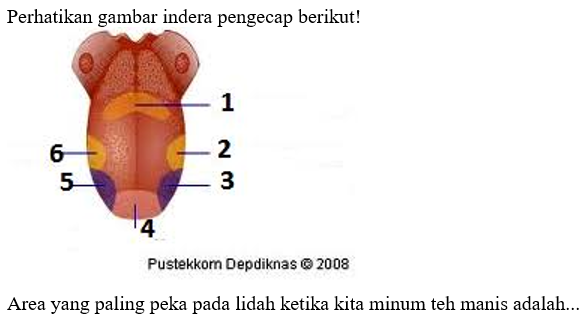 Perhatikan gambar indera pengecap berikut!
1
6
2
5
3
4
Pustekkom Depdiknas © 2008
Area yang paling peka pada lidah ketika kita minum teh manis adalah...